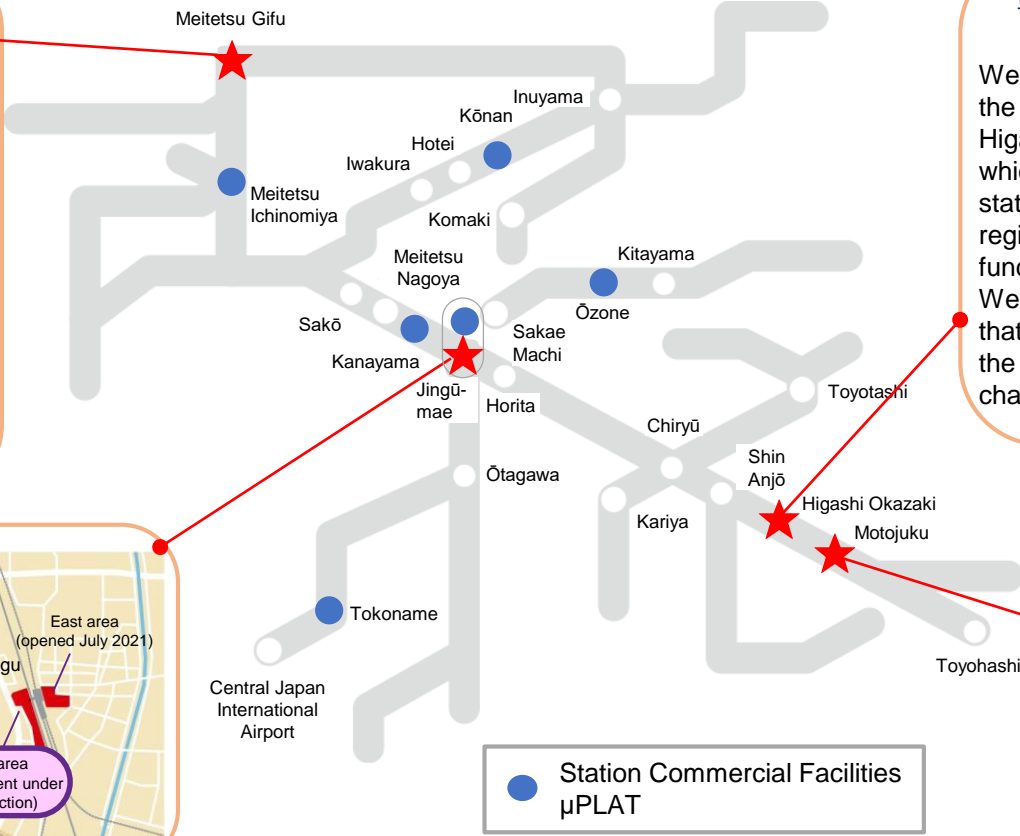 Meitetsu Gifu
Inuyama
Kōnan
Hotei
Iwakura
Meitetsu
Ichinomiya
Komaki
Meitetsu
Nagoya
Kitayama
Sakō
Ōzone
Sakae
Machi
Kanayama
Jingū-
mae
Horita
Toyotashi
Chiryū
Shin
Anjō
Ōtagawa
Higashi Okazaki
Kariya
Motojuku
Tokoname
Toyohashi
Central Japan
International
Airport
We
the
Higa
whic
stat
regi
func
We
that
the
cha
East area
(opened July 2021)
gu
area
ent under
ction)
Station Commercial Facilities
μPLAT